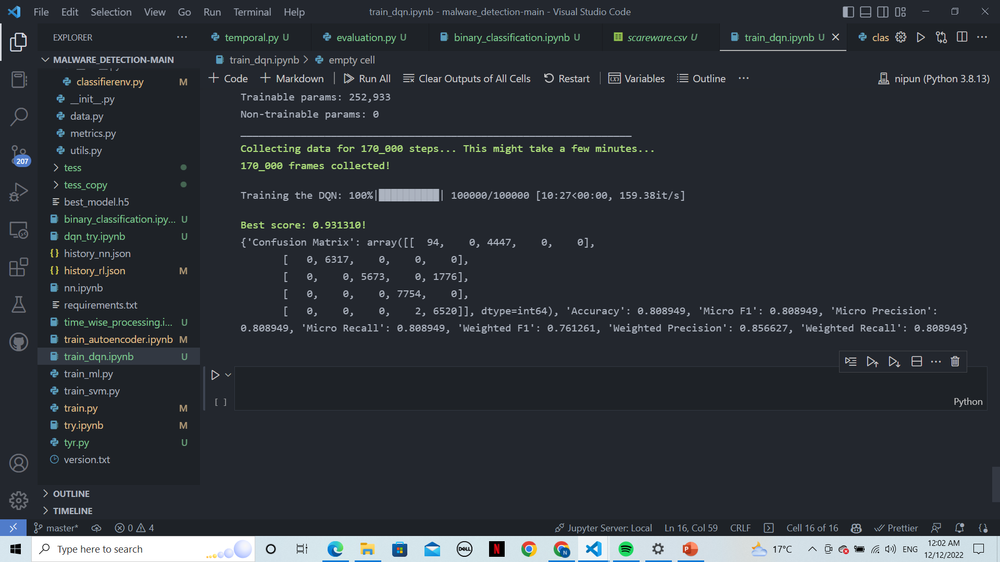 File Edit Selection View Go Run Terminal Help
train_dqn.ipynb - malware_detection-main - Visual Studio Code
EXPLORER
temporal.py U
evaluation.py U
binary_classification.ipynb U
scareware.csv U
train_dqn.ipynb U
clas
MALWARE_DETECTION-MAIN
train_dqn.ipynb > empty cell
Code Markdown Run All Clear Outputs of All Cells Restart Variables Outline
nipun (Python 3.8.13)
classifierenv.py M
__init__.py
data.py
metrics.py
utils.py
tess
tess_copy
best_model.h5
binary_classification.ipy... U
dqn_try.ipynb U
history_nn.json
history_rl.json M
nn.ipynb
requirements.txt
time_wise_processing.i... U
train_autoencoder.ipynb M
train_dqn.ipynb U
train_ml.py
train_svm.py
train.py M
try.ipynb M
tyr.py U
version.txt
OUTLINE
TIMELINE
207
Trainable params: 252,933
Non-trainable params: 0
Collecting data for 170_000 steps... This might take a few minutes...
170_000 frames collected!
Training the DQN: 100%|██████████| 100000/100000 [10:27<00:00, 159.38it/s]
Best score: 0.931310!
{'Confusion Matrix': array([[  94,    0, 4447,    0,    0],
[   0, 6317,    0,    0,    0],
[   0,    0, 5673,    0, 1776],
[   0,    0,    0, 7754,    0],
[   0,    0,    0,    2, 6520]], dtype=int64), 'Accuracy': 0.808949, 'Micro F1': 0.808949, 'Micro Precision':
0.808949, 'Micro Recall': 0.808949, 'Weighted F1': 0.761261, 'Weighted Precision': 0.856627, 'Weighted Recall': 0.808949}
[ ]
Python
master* 0 4
Jupyter Server: Local Ln 16, Col 59 CRLF Cell 16 of 16 Prettier
Type here to search
DELL
N
N
P
17°C
ENG
12:02 AM
12/12/2022